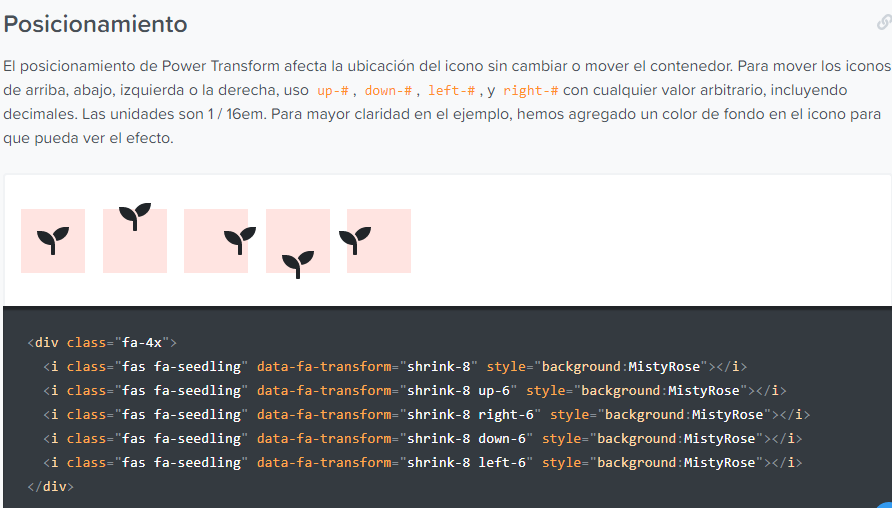 Posicionamiento
El posicionamiento de Power Transform afecta la ubicación del icono sin cambiar o mover el contenedor. Para mover los iconos
de arriba, abajo, izquierda o la derecha, uso up-# , down-# , left-# , y right-# con cualquier valor arbitrario, incluyendo
decimales. Las unidades son 1 / 16em. Para mayor claridad en el ejemplo, hemos agregado un color de fondo en el icono para
que pueda ver el efecto.
<div class="fa-4x">
<i class="fas fa-seedling" data-fa-transform="shrink-8" style="background:MistyRose"></i>
<i class="fas fa-seedling" data-fa-transform="shrink-8 up-6" style="background:MistyRose"></i>
<i class="fas fa-seedling" data-fa-transform="shrink-8 right-6" style="background:MistyRose"></i>
<i class="fas fa-seedling" data-fa-transform="shrink-8 down-6" style="background:MistyRose"></i>
<i class="fas fa-seedling" data-fa-transform="shrink-8 left-6" style="background:MistyRose"></i>
</div>